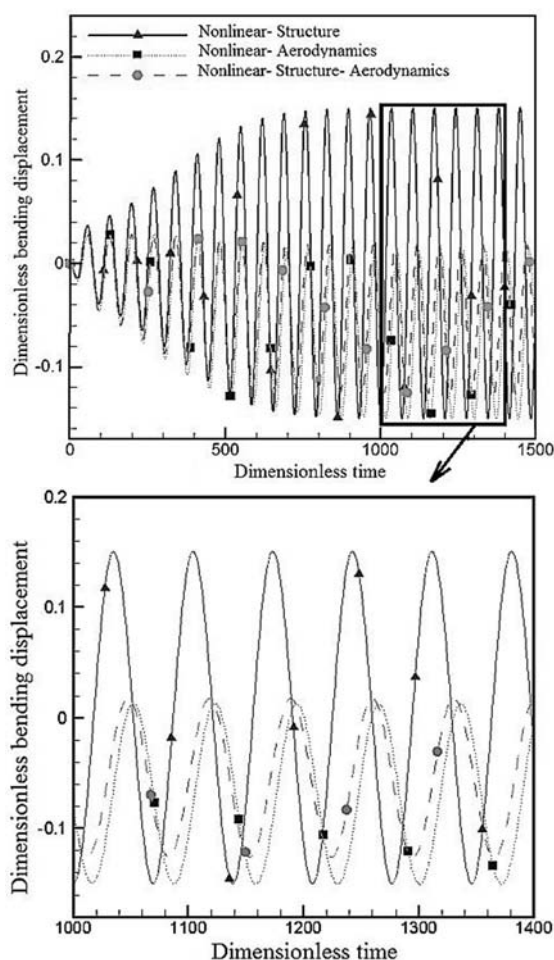 0.2
Nonlinear- Structure
Nonlinear- Aerodynamics
Nonlinear- Structure- Aerodynamics
0.1
0
-0.1
Dimensionless bending displacement
0
500
1000
1500
Dimensionless time
0.2
0.1
0
-0.1
Dimensionless bending displacement
1000
1100
1200
1300
1400
Dimensionless time